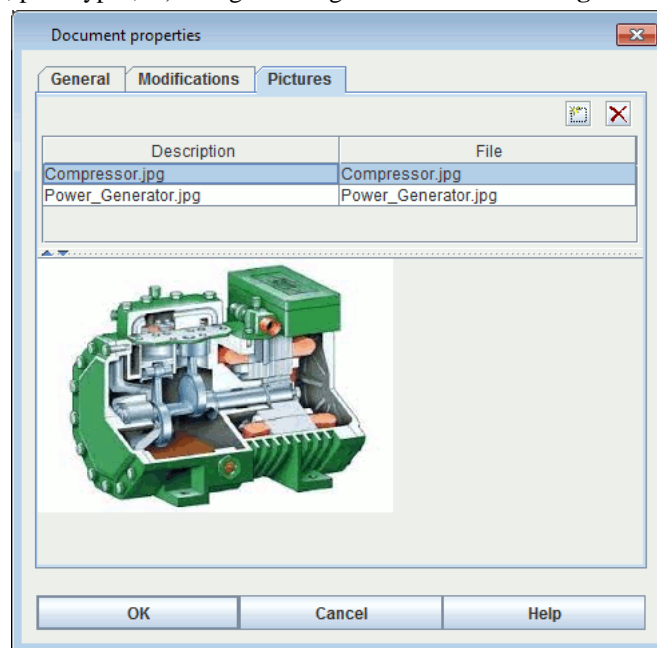 Document properties
General Modifications Pictures
Description File
Compressor.jpg Compressor.jpg
Power_Generator.jpg Power_Generator.jpg
OK Cancel Help